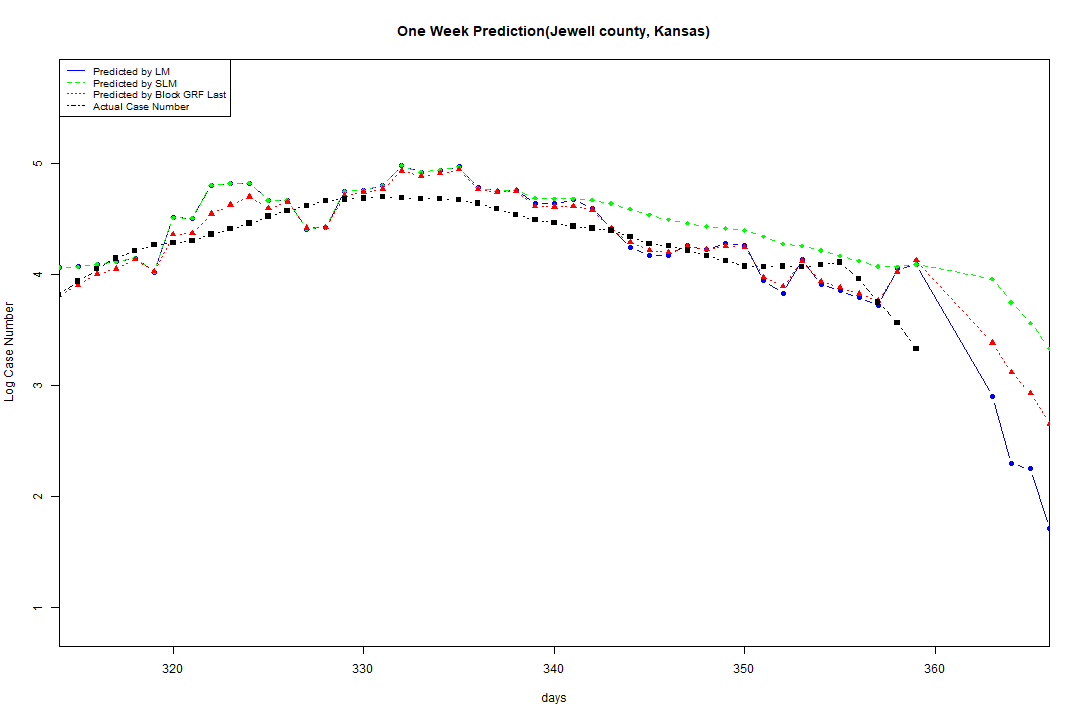 One Week Prediction(Jewell county, Kansas)
Predicted by LM
Predicted by SLM
Predicted by Block GRF Last
Actual Case Number
5
4
3
2
1
Log Case Number
320 330 340 350 360
days